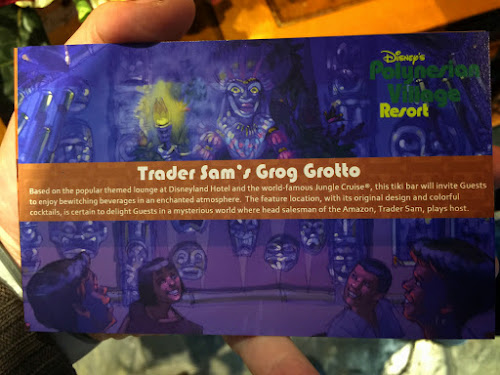 Disney's
Polynesian
Village
Resort
Trader Sam's Grog Grotto
Based on the popular themed lounge at Disneyland Hotel and the world-famous Jungle Cruise®, this tiki bar will invite Guests
to enjoy bewitching beverages in an enchanted atmosphere. The feature location, with its original design and colorful
cocktails, is certain to delight Guests in a mysterious world where head salesman of the Amazon, Trader Sam, plays host.